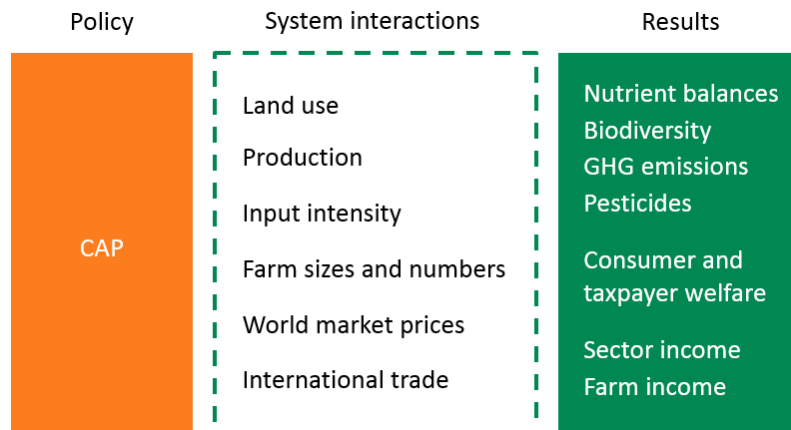 Policy
System interactions
Results
CAP
Land use
Production
Input intensity
Farm sizes and numbers
World market prices
International trade
Nutrient balances
Biodiversity
GHG emissions
Pesticides
Consumer and
taxpayer welfare
Sector income
Farm income